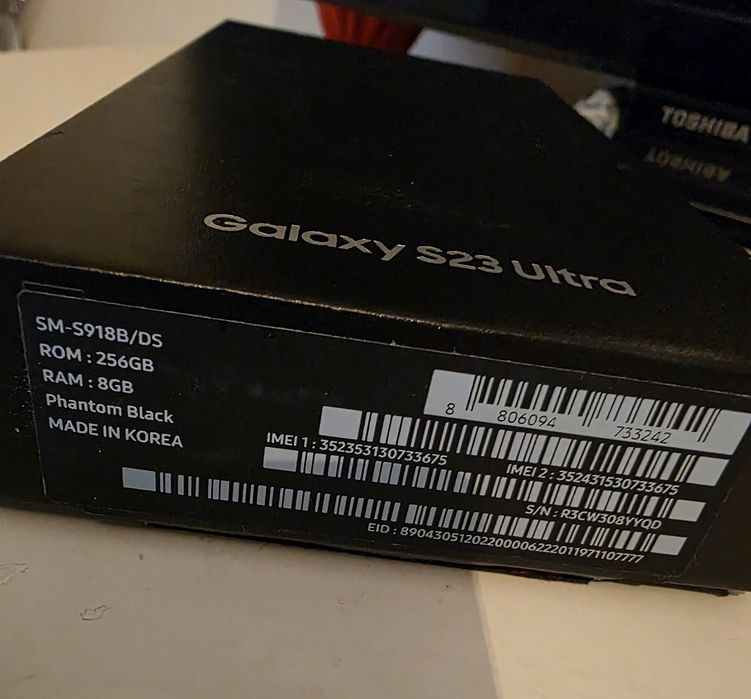 TOSHIBA
Galaxy S23 Ultra
SM-S918B/DS
ROM : 256GB
RAM : 8GB
Phantom Black
MADE IN KOREA
8 806094 733242
IMEI 1 : 352353130733675
IMEI 2 : 352431530733675
S/N : R3CW308YYQD
EID : 89043051202200006222011971107777